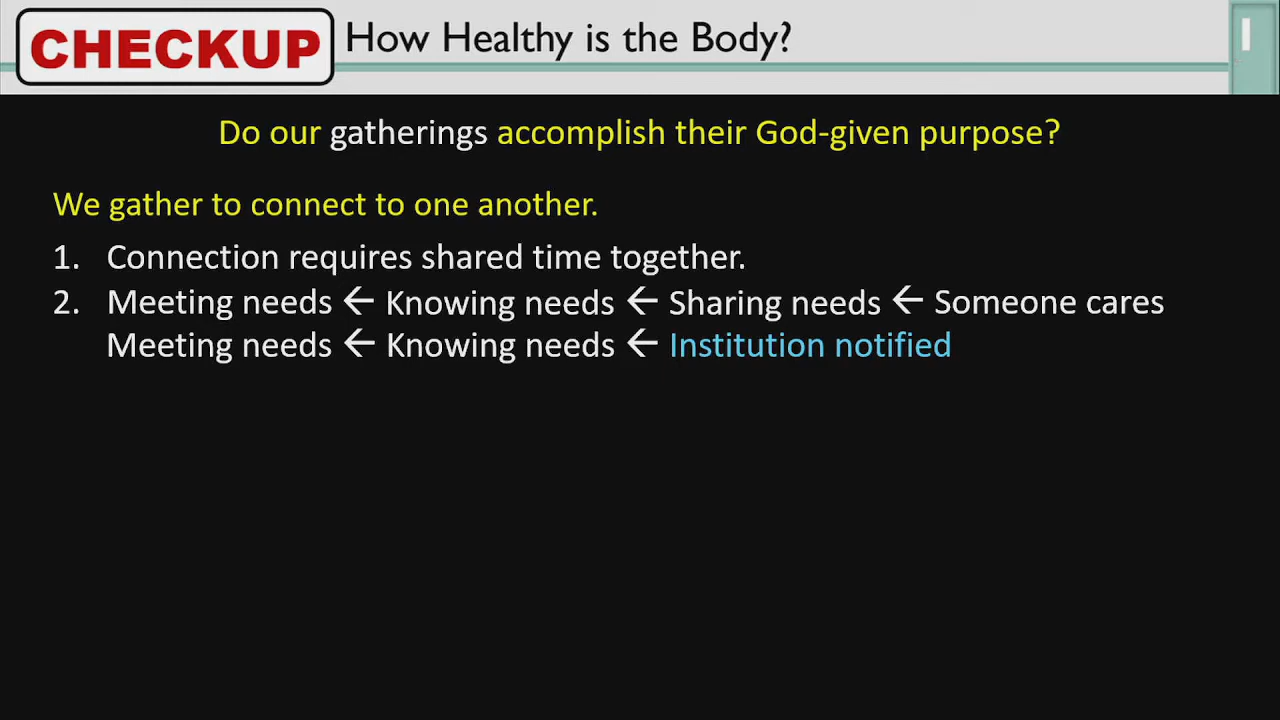 CHECKUP How Healthy is the Body?
Do our gatherings accomplish their God-given purpose?
We gather to connect to one another.
1. Connection requires shared time together.
2. Meeting needs ← Knowing needs ← Sharing needs ← Someone cares
Meeting needs ← Knowing needs ← Institution notified